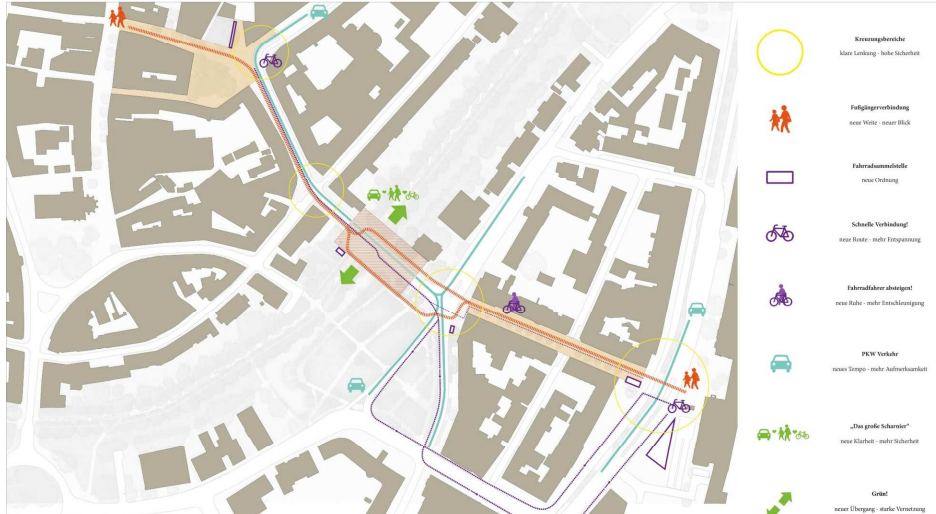 Kreuzungsbereiche
klare Lenkung - hohe Sicherheit
Fußgängerverbindung
neue Weite - neuer Blick
Fahrradsammelstelle
neue Ordnung
Schnelle Verbindung!
neue Route - mehr Entspannung
Fahrradfahrer absteigen!
neue Ruhe - mehr Entschleunigung
PKW Verkehr
neues Tempo - mehr Aufmerksamkeit
„Das große Scharnier"
neue Klarheit - mehr Sicherheit
Grün!
neuer Übergang - starke Vernetzung